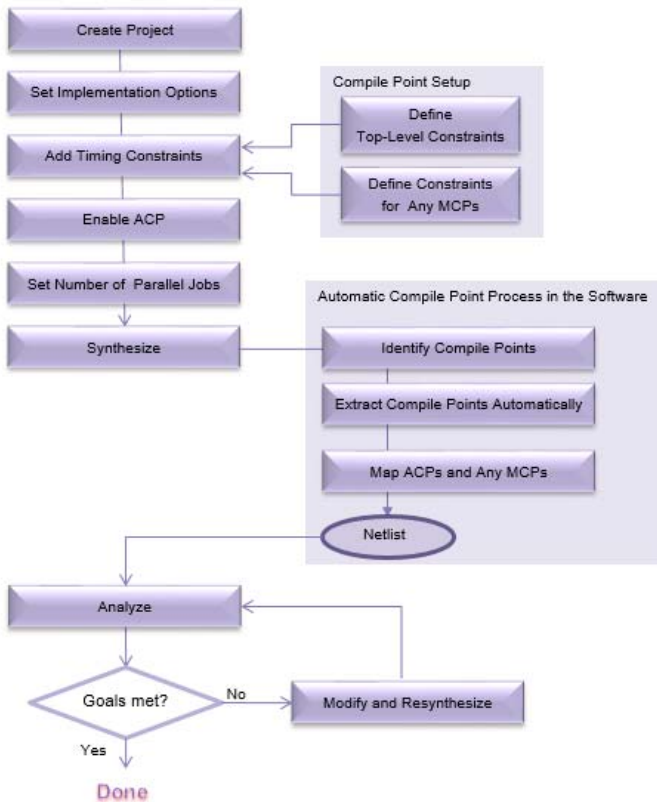 Create Project
Set Implementation Options
Compile Point Setup
Define
Top-Level Constraints
Add Timing Constraints
Define Constraints
for Any MCPs
Enable ACP
Set Number of Parallel Jobs
Automatic Compile Point Process in the Software
Synthesize
Identify Compile Points
Extract Compile Points Automatically
Map ACPs and Any MCPs
Netlist
Analyze
Goals met?
No
Modify and Resynthesize
Yes
Done